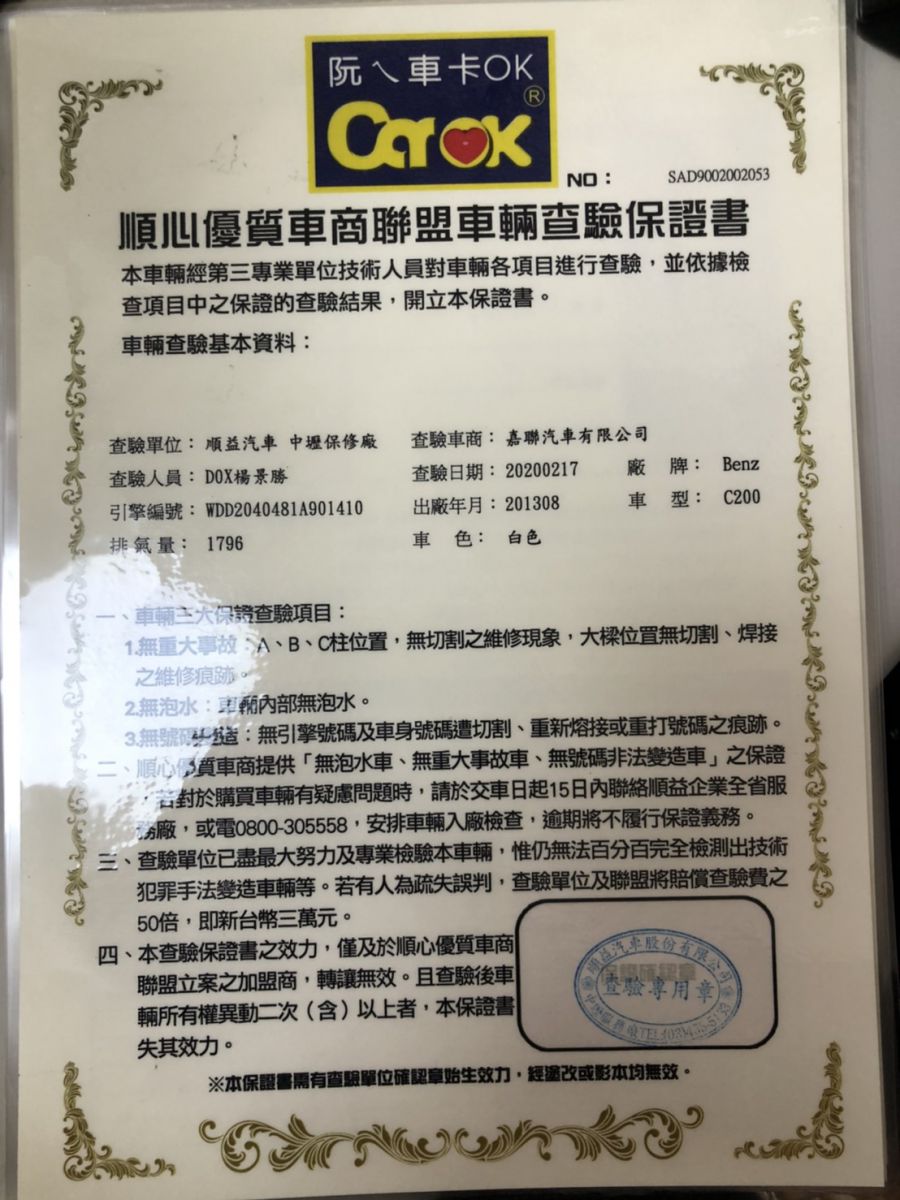 阮ㄟ車卡OK
CarOK®
NO： SAD9002002053
順心優質車商聯盟車輛查驗保證書
本車輛經第三專業單位技術人員對車輛各項目進行查驗，並依據檢
查項目中之保證的查驗結果，開立本保證書。
車輛查驗基本資料：
查驗單位： 順益汽車 中壢保修廠 查驗車商： 嘉聯汽車有限公司
查驗人員： DOX楊景勝 查驗日期： 20200217 廠 牌： Benz
引擎編號： WDD2040481A901410 出廠年月： 201308 車 型： C200
排氣量： 1796 車 色： 白色
一、車輛三大保證查驗項目：
1.無重大事故：A、B、C柱位置，無切割之維修現象，大樑位置無切割、焊接
之維修痕跡。
2.無泡水：車輛內部無泡水。
3.無號碼變造：無引擎號碼及車身號碼遭切割、重新熔接或重打號碼之痕跡。
二、順心優質車商提供「無泡水車、無重大事故車、無號碼非法變造車」之保證
，若對於購買車輛有疑慮問題時，請於交車日起15日內聯絡順益企業全省服
務廠，或電0800-305558，安排車輛入廠檢查，逾期將不履行保證義務。
三、查驗單位已盡最大努力及專業檢驗本車輛，惟仍無法百分百完全檢測出技術
犯罪手法變造車輛等。若有人為疏失誤判，查驗單位及聯盟將賠償查驗費之
50倍，即新台幣三萬元。
四、本查驗保證書之效力，僅及於順心優質車商
聯盟立案之加盟商，轉讓無效。且查驗後車
輛所有權異動二次（含）以上者，本保證書
失其效力。
順益汽車股份有限公司
查驗專用章
※本保證書需有查驗單位確認章始生效力，經塗改或影本均無效。